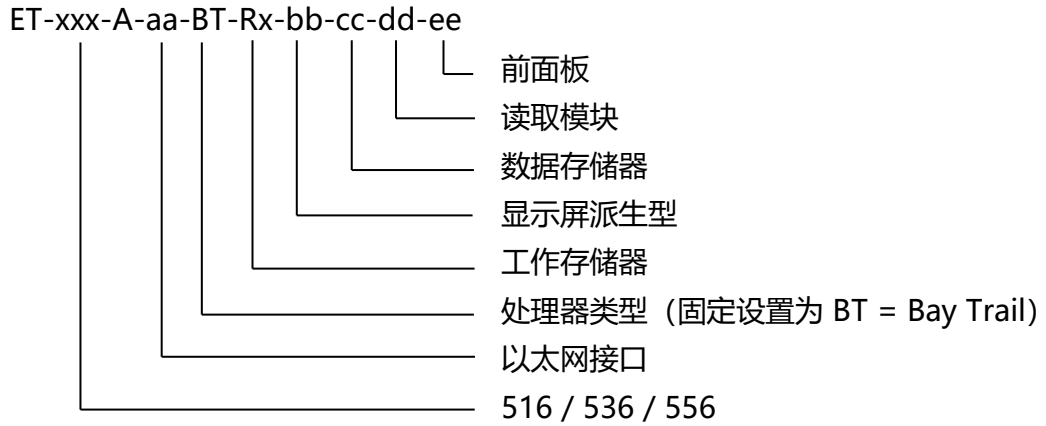 ET-xxx-A-aa-BT-Rx-bb-cc-dd-ee
前面板
读取模块
数据存储器
显示屏派生型
工作存储器
处理器类型（固定设置为 BT = Bay Trail）
以太网接口
516 / 536 / 556